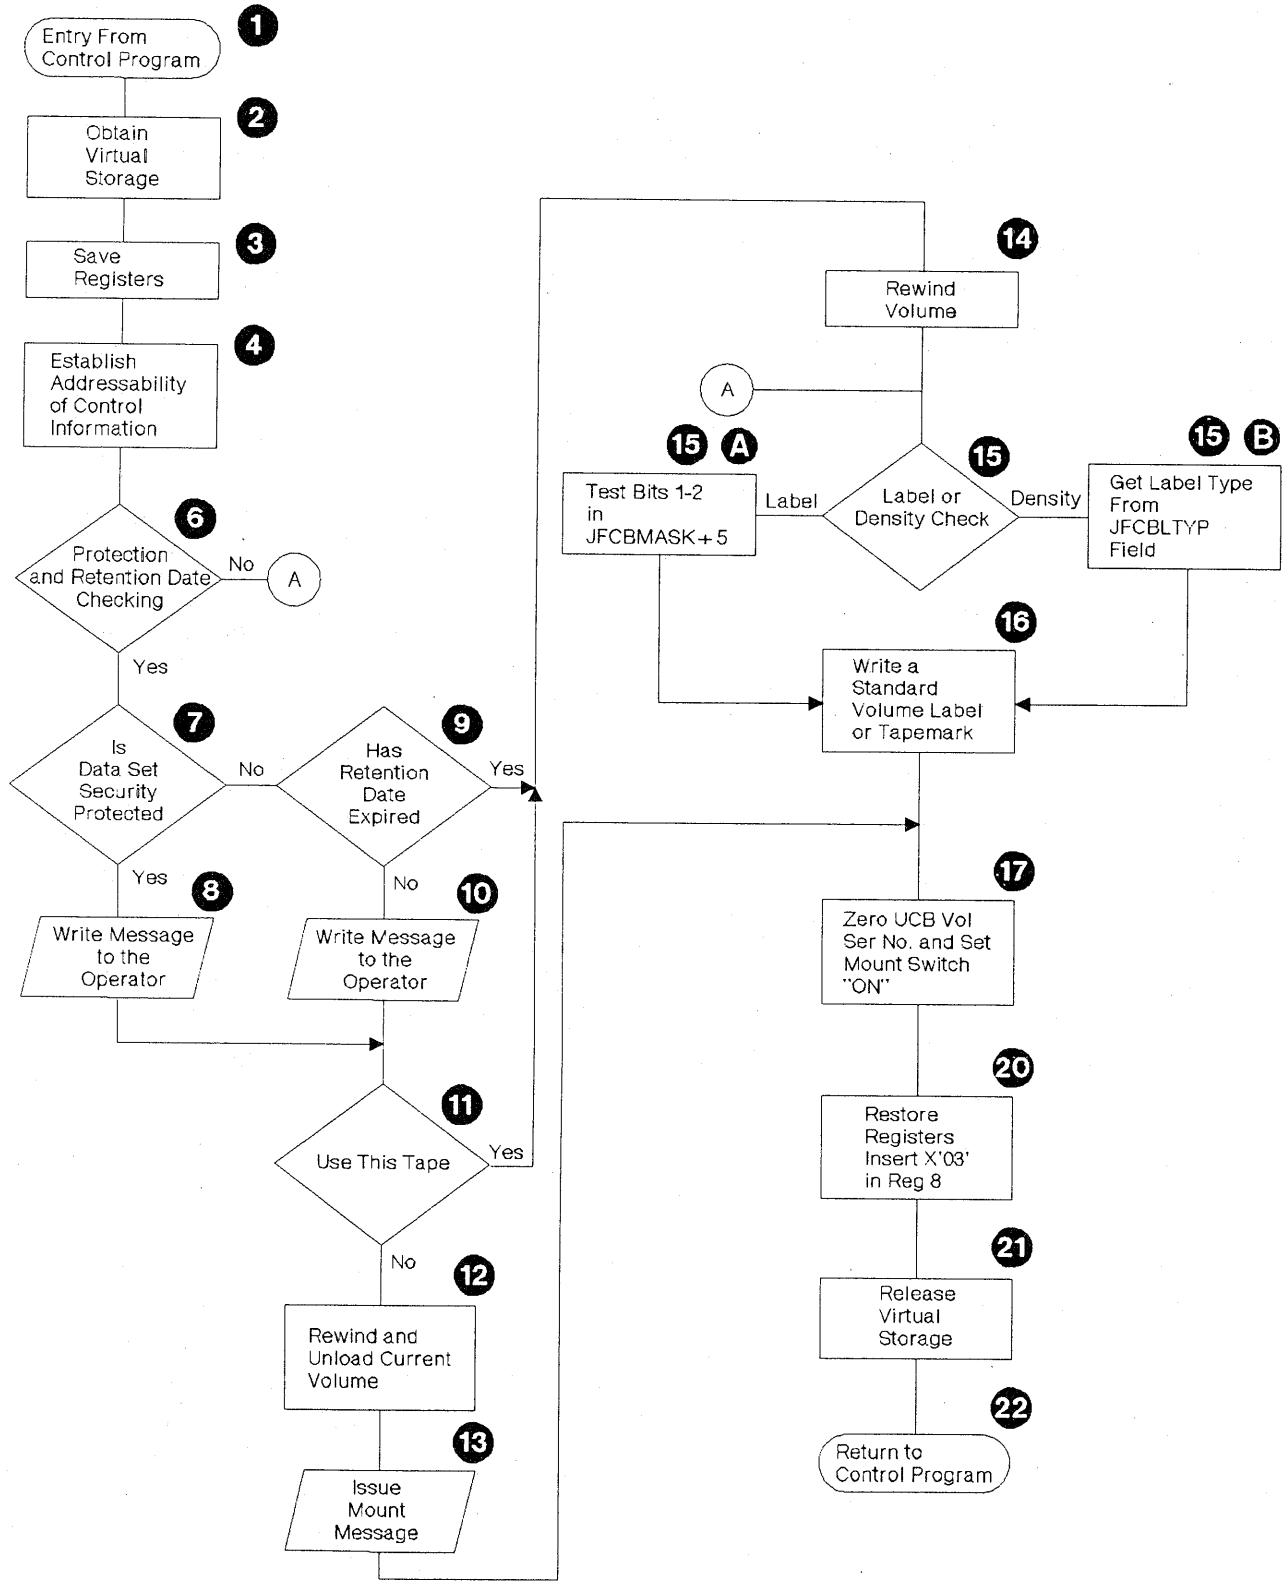 1
Entry From
Control Program
2
Obtain
Virtual
Storage
3
Save
Registers
4
Establish
Addressability
of Control
Information
6
Protection
and Retention Date
Checking
No
A
Yes
7
Is
Data Set
Security
Protected
No
9
Has
Retention
Date
Expired
Yes
Yes
8
Write Message
to the
Operator
No
10
Write Message
to the
Operator
11
Use This Tape
Yes
No
12
Rewind and
Unload Current
Volume
13
Issue
Mount
Message
14
Rewind
Volume
A
15 A
Test Bits 1-2
in
JFCBMASK+5
Label
15
Label or
Density Check
Density
15 B
Get Label Type
From
JFCBLTYP
Field
16
Write a
Standard
Volume Label
or Tapemark
17
Zero UCB Vol
Ser No. and Set
Mount Switch
"ON"
20
Restore
Registers
Insert X'03'
in Reg 8
21
Release
Virtual
Storage
22
Return to
Control Program